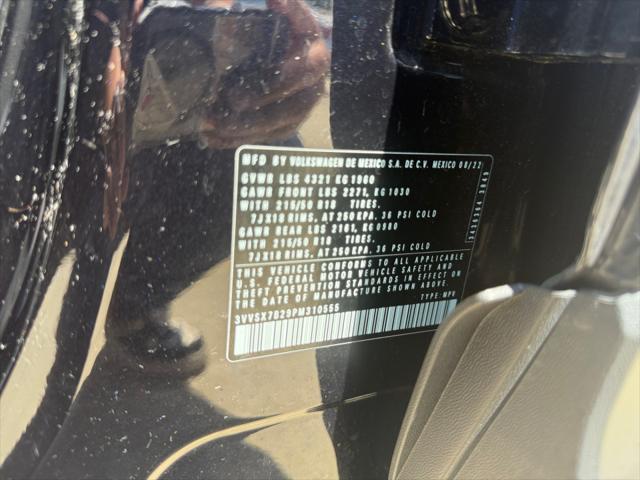 MFD BY VOLKSWAGEN DE MEXICO S.A. DE C.V. MEXICO 08/22
GVWR LBS 4321 KG 1960
GAWR FRONT LBS 2271, KG 1030
WITH 215/50 R18 TIRES.
7JX18 RIMS, AT 250 KPA, 36 PSI COLD
GAWR REAR LBS 2161, KG 0980
WITH 215/50 R18 TIRES.
7JX18 RIMS, AT 250 KPA, 36 PSI COLD
THIS VEHICLE CONFORMS TO ALL APPLICABLE
U.S. FEDERAL MOTOR VEHICLE SAFETY AND
THEFT PREVENTION STANDARDS IN EFFECT ON
THE DATE OF MANUFACTURE SHOWN ABOVE.
3VVSX7B29PM310555 TYPE: MPV